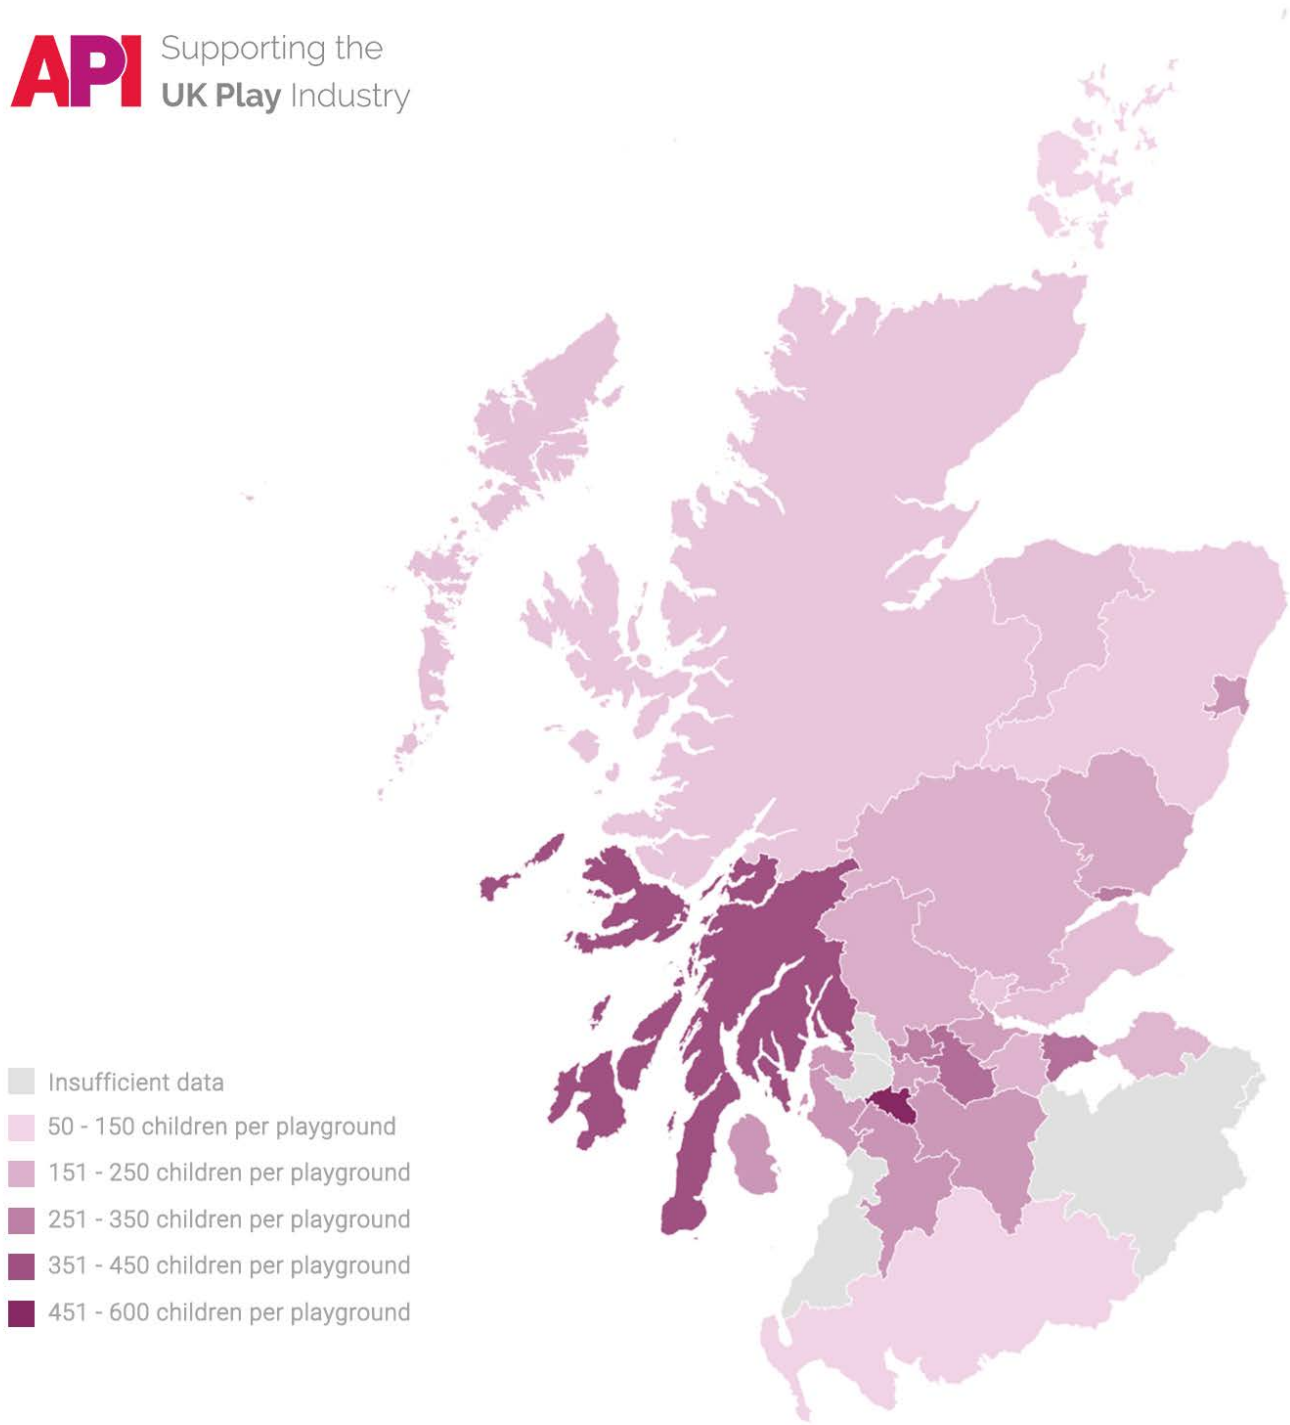 API
Supporting the
UK Play Industry
Insufficient data
50 - 150 children per playground
151 - 250 children per playground
251 - 350 children per playground
351 - 450 children per playground
451 - 600 children per playground